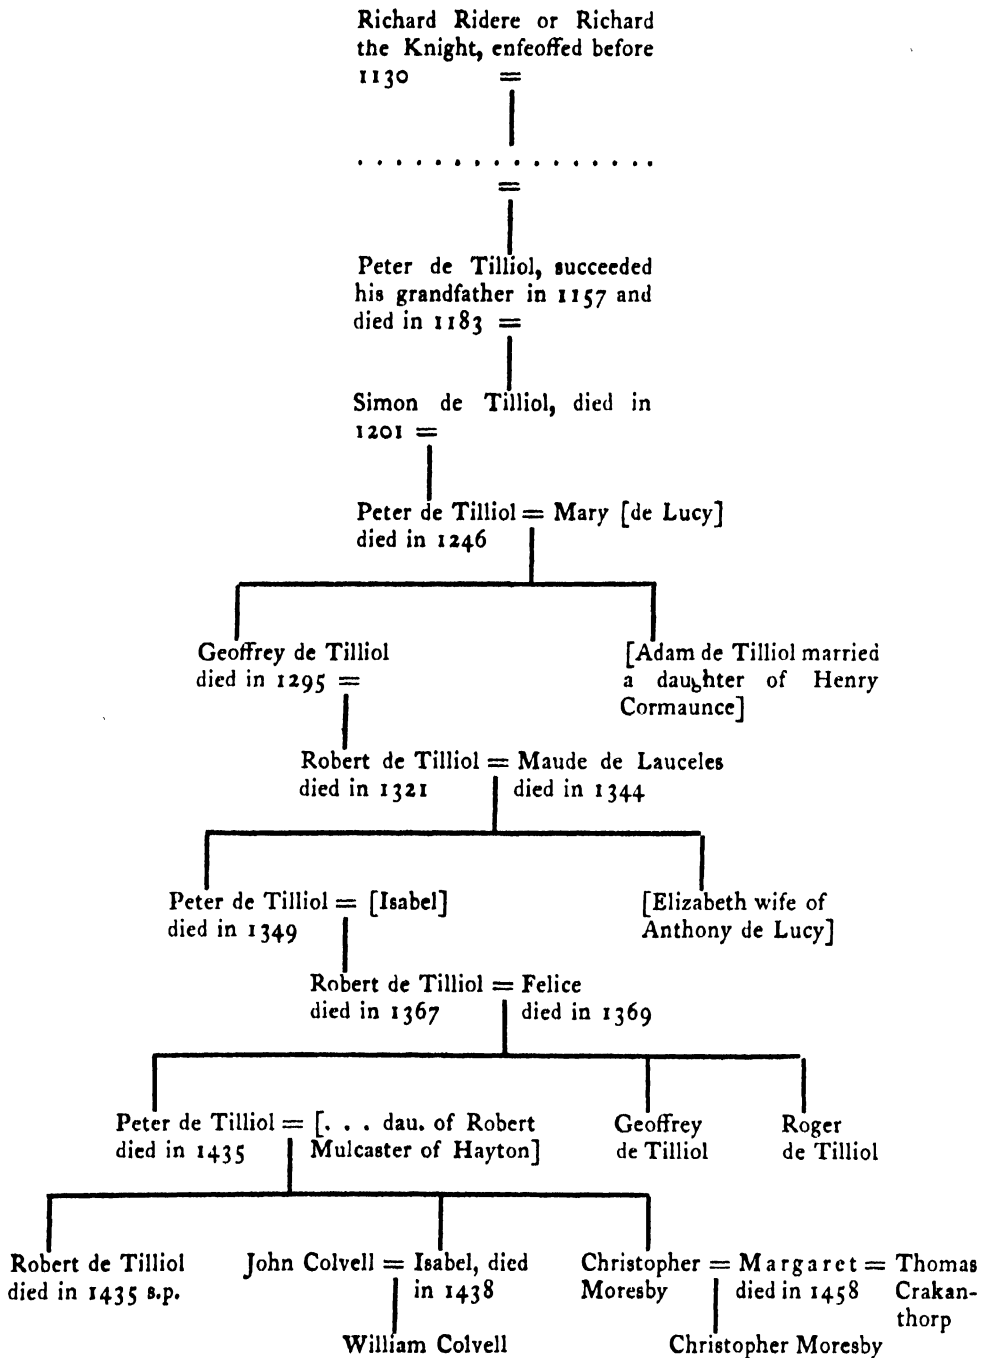 Richard Ridere or Richard
the Knight, enfeoffed before
1130 =
. . . . . . . . . . . . . . . .
=
Peter de Tilliol, succeeded
his grandfather in 1157 and
died in 1183 =
Simon de Tilliol, died in
1201 =
Peter de Tilliol = Mary [de Lucy]
died in 1246
Geoffrey de Tilliol
died in 1295 =
[Adam de Tilliol married
a daughter of Henry
Cormaunce]
Robert de Tilliol = Maude de Lauceles
died in 1321 died in 1344
Peter de Tilliol = [Isabel]
died in 1349
[Elizabeth wife of
Anthony de Lucy]
Robert de Tilliol = Felice
died in 1367 died in 1369
Peter de Tilliol = [. . . dau. of Robert
died in 1435 Mulcaster of Hayton]
Geoffrey
de Tilliol
Roger
de Tilliol
Robert de Tilliol
died in 1435 s.p.
John Colvell = Isabel, died
in 1438
William Colvell
Christopher = Margaret = Thomas
Moresby died in 1458 Crakan-
thorp
Christopher Moresby